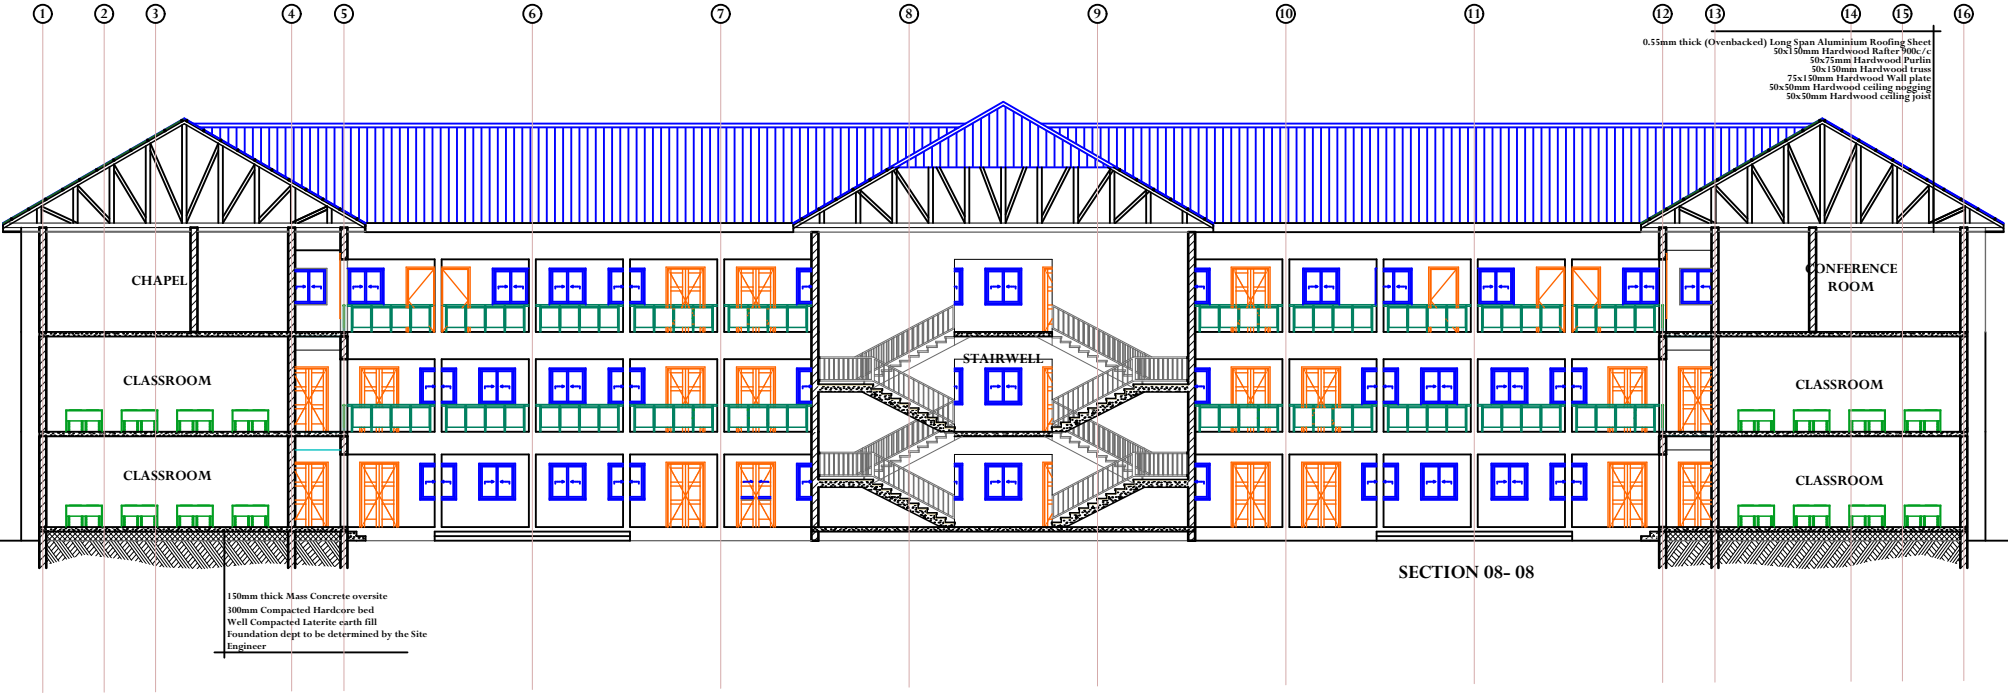 1 2 3 4 5 6 7 8 9 10 11 12 13 14 15 16
0.55mm thick (Ovenbacked) Long Span Aluminium Roofing Sheet
50x150mm Hardwood Rafter 900c/c
50x75mm Hardwood Purlin
50x150mm Hardwood truss
75x150mm Hardwood Wall plate
50x50mm Hardwood ceiling nogging
50x50mm Hardwood ceiling joist
CHAPEL
CONFERENCE
ROOM
STAIRWELL
CLASSROOM
CLASSROOM
CLASSROOM
CLASSROOM
SECTION 08- 08
150mm thick Mass Concrete oversite
300mm Compacted Hardcore bed
Well Compacted Laterite earth fill
Foundation dept to be determined by the Site
Engineer